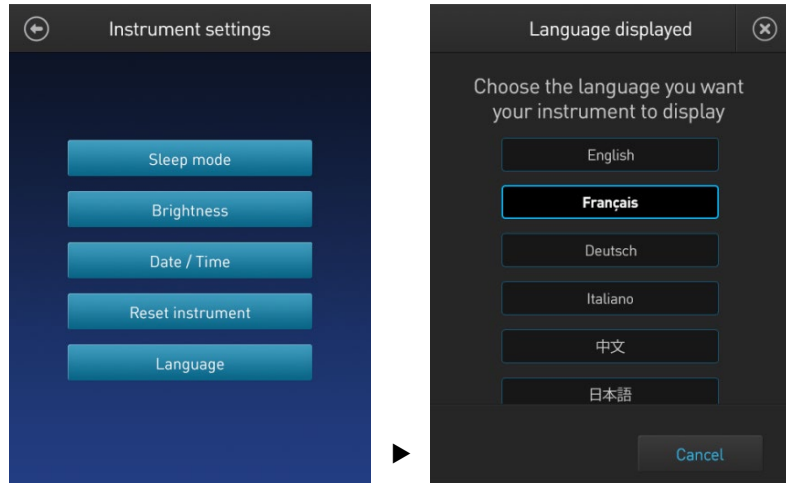 Instrument settings
Sleep mode
Brightness
Date / Time
Reset instrument
Language
Language displayed
Choose the language you want
your instrument to display
English
Français
Deutsch
Italiano
中文
日本語
Cancel